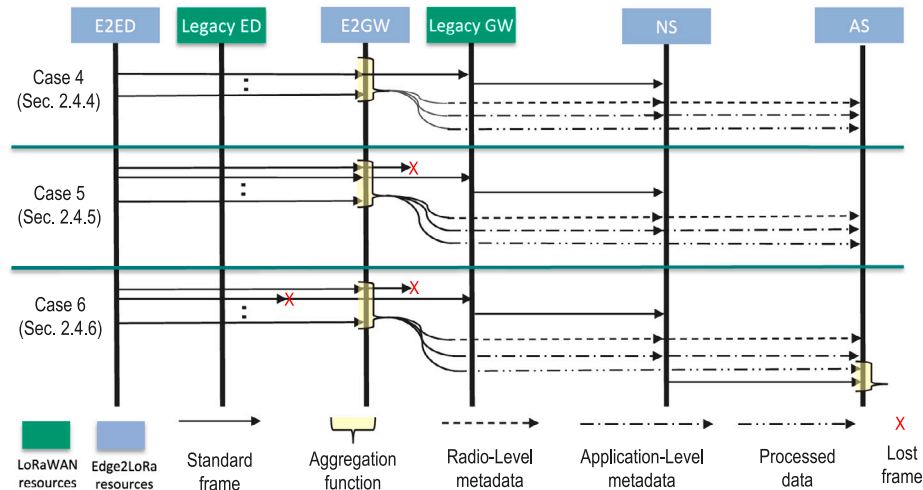 E2ED
Legacy ED
E2GW
Legacy GW
NS
AS
Case 4
(Sec. 2.4.4)
:
X
Case 5
(Sec. 2.4.5)
:
X
Case 6
(Sec. 2.4.6)
X
:
LoRaWAN
resources
Edge2LoRa
resources
Standard
frame
Aggregation
function
Radio-Level
metadata
Application-Level
metadata
Processed
data
X
Lost
frame